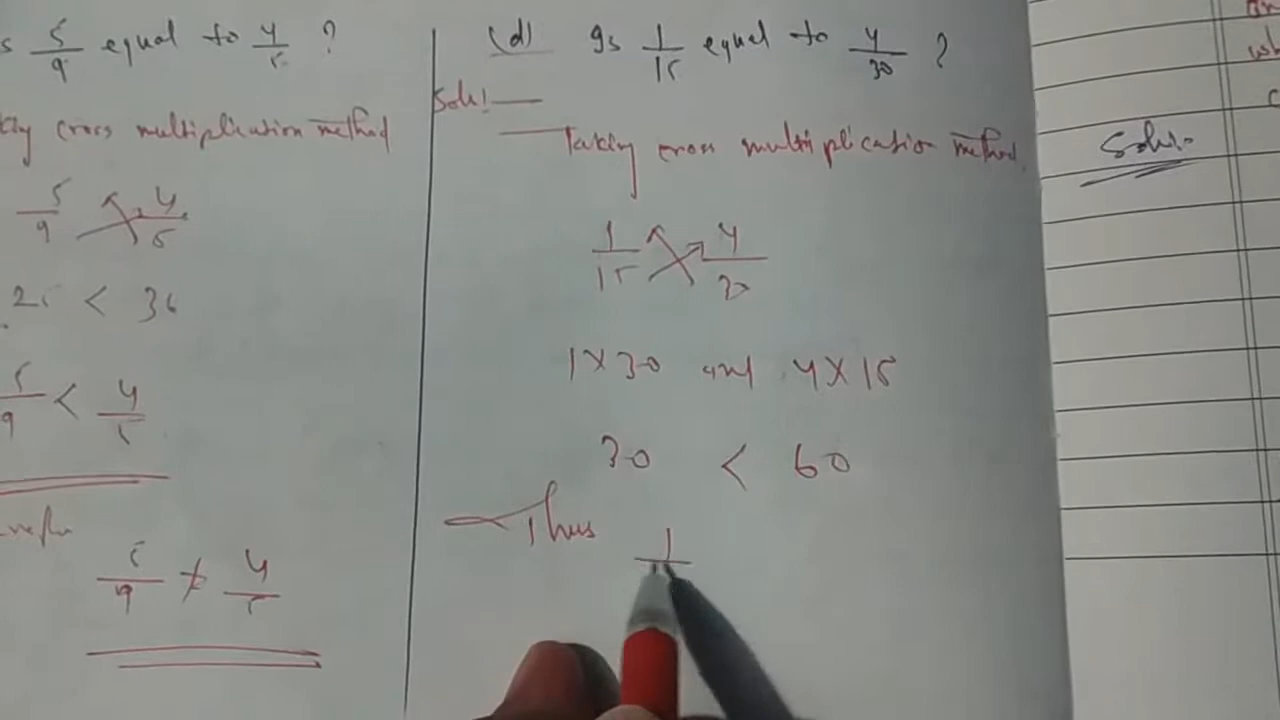 s 5/9 equal to 4/5 ?
cross multiplication method
5/9 4/5
25 < 36
5/9 < 4/5
5/9 ≠ 4/5
(d) Is 1/15 equal to 4/30 ?
Soln:—
Taking cross multiplication method.
1/15 4/30
1×30 and 4×15
30 < 60
Thus 1
Soln: